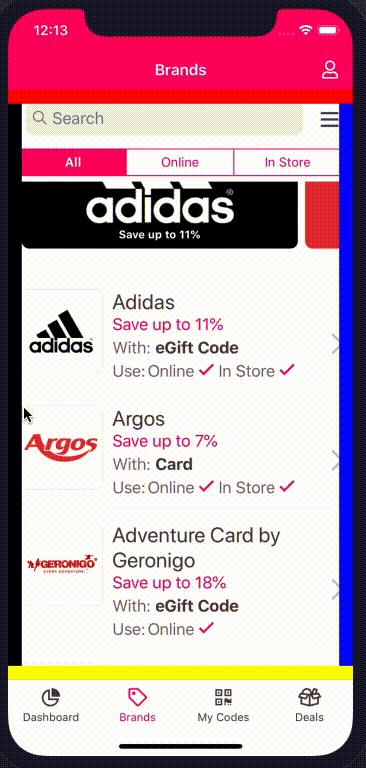 12:13
Brands
Search
All Online In Store
adidas®
Save up to 11%
adidas
Adidas
Save up to 11%
With: eGift Code
Use: Online In Store
Argos
Argos
Save up to 7%
With: Card
Use: Online In Store
GERONIGO
EVERY ADVENTURE
Adventure Card by
Geronigo
Save up to 18%
With: eGift Code
Use: Online
Dashboard Brands My Codes Deals